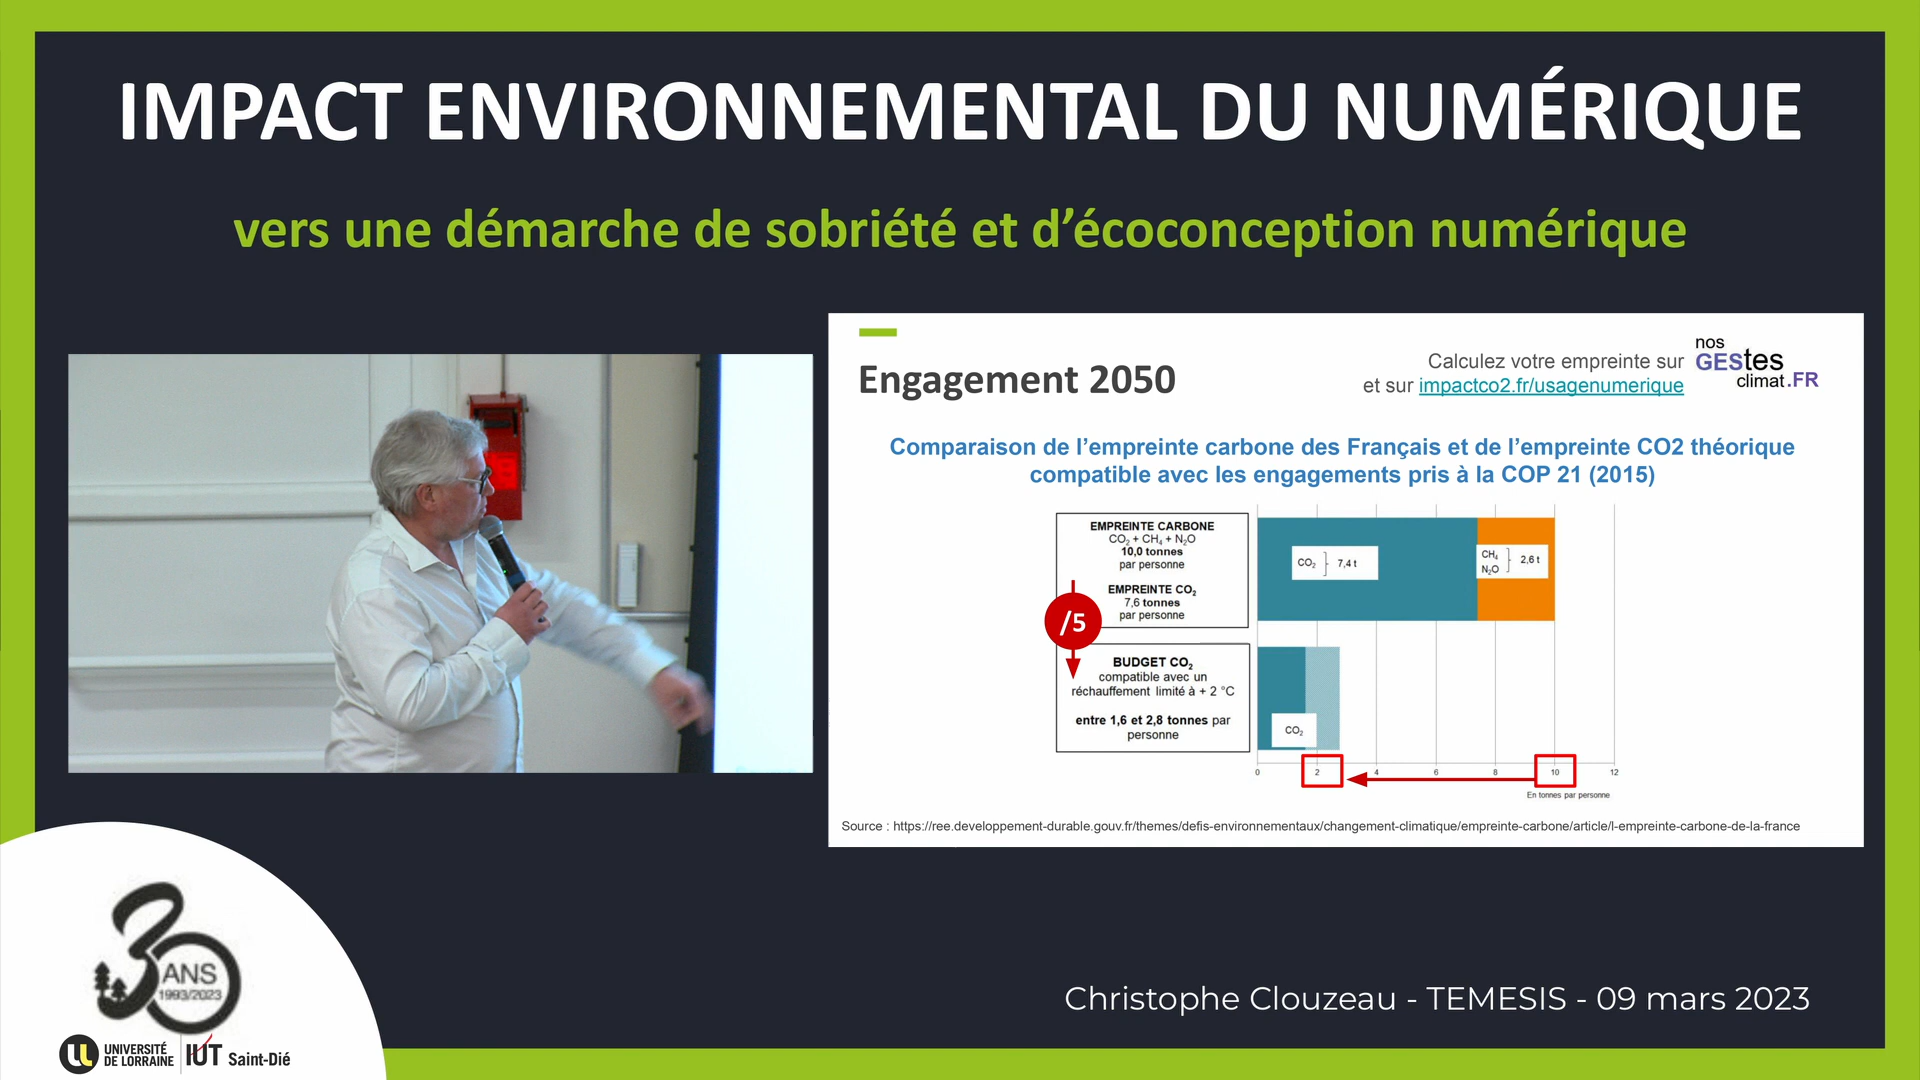 IMPACT ENVIRONNEMENTAL DU NUMÉRIQUE
vers une démarche de sobriété et d’écoconception numérique
Engagement 2050
Calculez votre empreinte sur
et sur impactco2.fr/usagenumerique
nos
GEStes
climat.FR
Comparaison de l’empreinte carbone des Français et de l’empreinte CO2 théorique
compatible avec les engagements pris à la COP 21 (2015)
EMPREINTE CARBONE
CO₂ + CH₄ + N₂O
10,0 tonnes
par personne
EMPREINTE CO₂
7,6 tonnes
par personne
/5
BUDGET CO₂
compatible avec un
réchauffement limité à + 2 °C
entre 1,6 et 2,8 tonnes par
personne
CO₂ } 7,4 t
CH₄
N₂O } 2,6 t
CO₂
0 2 4 6 8 10 12
En tonnes par personne
Source : https://ree.developpement-durable.gouv.fr/themes/defis-environnementaux/changement-climatique/empreinte-carbone/article/l-empreinte-carbone-de-la-france
30
ANS
1993/2023
UNIVERSITÉ
DE LORRAINE
IUT Saint-Dié
Christophe Clouzeau - TEMESIS - 09 mars 2023